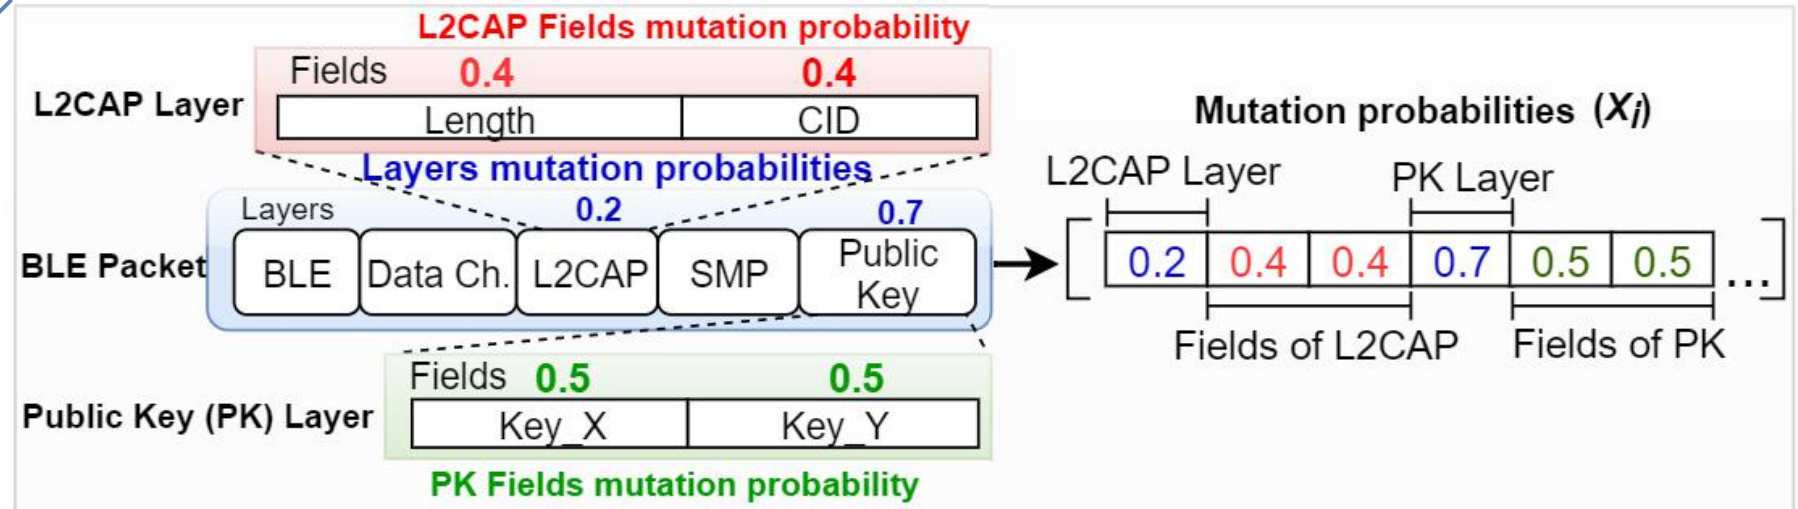 L2CAP Fields mutation probability
Fields 0.4 0.4
L2CAP Layer
Length CID
Layers mutation probabilities
Layers 0.2 0.7
BLE Packet
BLE Data Ch. L2CAP SMP Public Key
Fields 0.5 0.5
Public Key (PK) Layer
Key_X Key_Y
PK Fields mutation probability
Mutation probabilities (Xi)
L2CAP Layer PK Layer
[ 0.2 0.4 0.4 0.7 0.5 0.5 ... ]
Fields of L2CAP Fields of PK